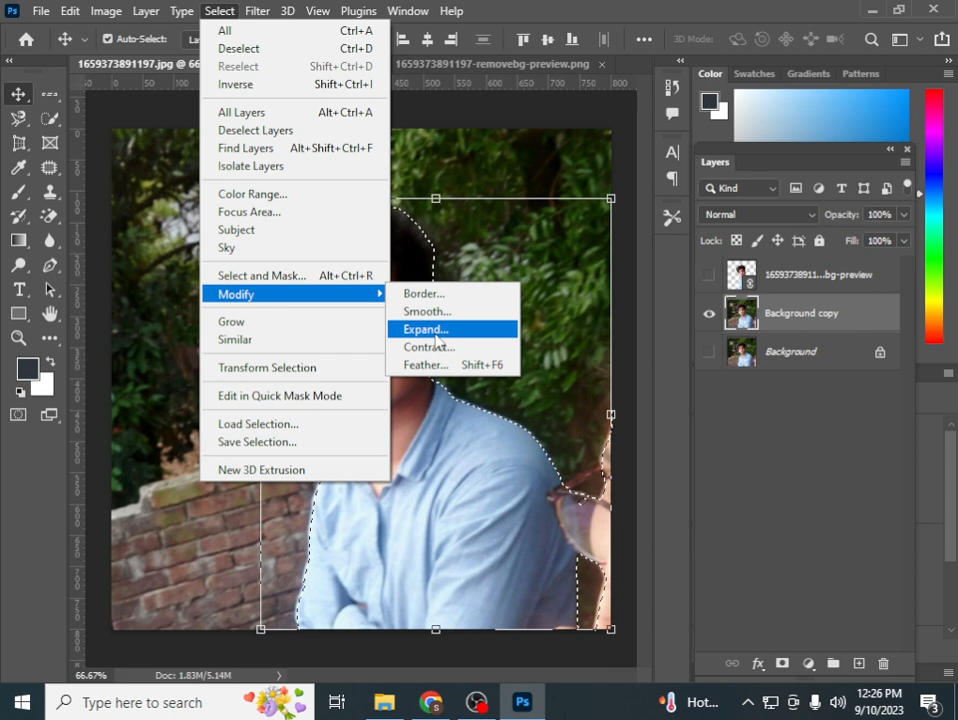 Ps File Edit Image Layer Type Select Filter 3D View Plugins Window Help
Auto-Select: 3D Mode:
1659373891197.jpg @ 66 1659373891197-removebg-preview.png
All Ctrl+A
Deselect Ctrl+D
Reselect Shift+Ctrl+D
Inverse Shift+Ctrl+I
All Layers Alt+Ctrl+A
Deselect Layers
Find Layers Alt+Shift+Ctrl+F
Isolate Layers
Color Range...
Focus Area...
Subject
Sky
Select and Mask... Alt+Ctrl+R
Modify
Grow
Similar
Transform Selection
Edit in Quick Mask Mode
Load Selection...
Save Selection...
New 3D Extrusion
Border...
Smooth...
Expand...
Contract...
Feather... Shift+F6
Color Swatches Gradients Patterns
Layers
Kind
Normal Opacity: 100%
Lock: Fill: 100%
16593738911...bg-preview
Background copy
Background
66.67% Doc: 1.83M/5.14M
Type here to search
Ps
Hot...
12:26 PM
9/10/2023
3